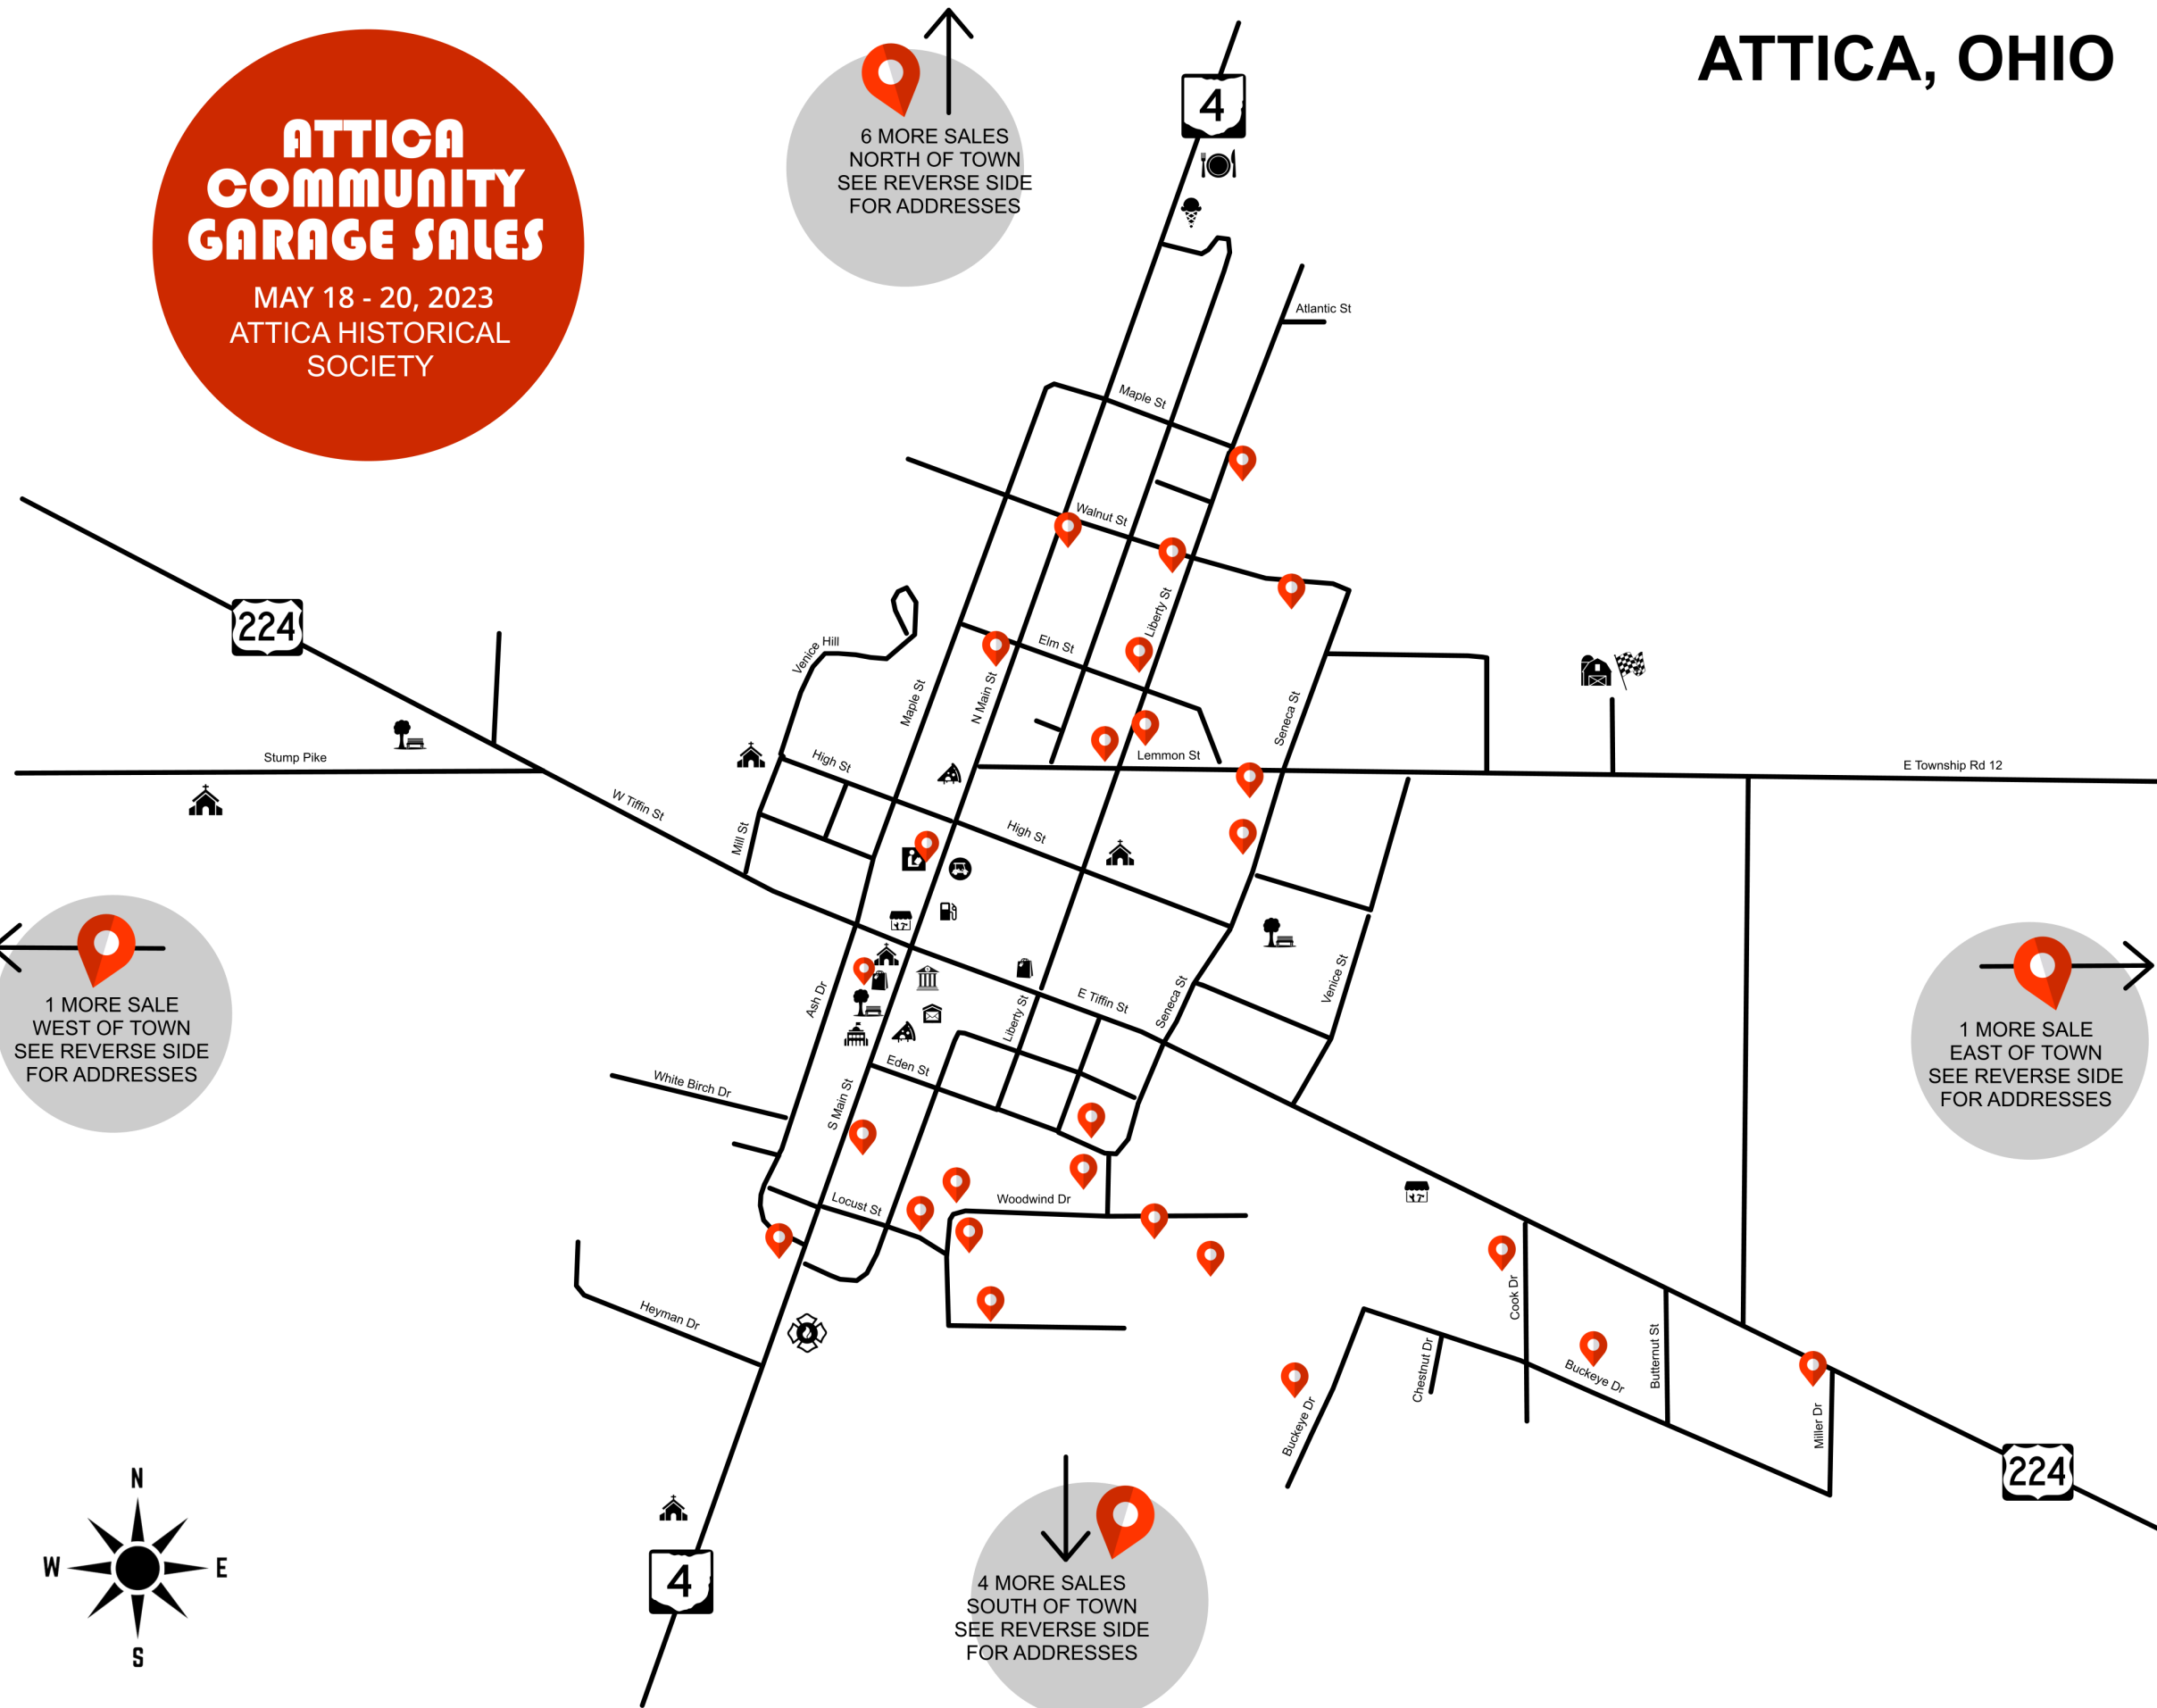 ATTICA, OHIO
ATTICA
COMMUNITY
GARAGE SALES
MAY 18 - 20, 2023
ATTICA HISTORICAL
SOCIETY
6 MORE SALES
NORTH OF TOWN
SEE REVERSE SIDE
FOR ADDRESSES
4
Atlantic St
Maple St
Walnut St
224
Liberty St
Venice Hill
Elm St
Maple St
N Main St
Seneca St
Stump Pike
High St
Lemmon St
E Township Rd 12
W Tiffin St
Mill St
High St
1 MORE SALE
WEST OF TOWN
SEE REVERSE SIDE
FOR ADDRESSES
Ash Dr
Liberty St
E Tiffin St
Seneca St
Venice St
1 MORE SALE
EAST OF TOWN
SEE REVERSE SIDE
FOR ADDRESSES
White Birch Dr
Eden St
S Main St
Locust St
Woodwind Dr
Heyman Dr
Cook Dr
Chestnut Dr
Buckeye Dr
Butternut St
Buckeye Dr
Miller Dr
224
N
W
E
S
4
4 MORE SALES
SOUTH OF TOWN
SEE REVERSE SIDE
FOR ADDRESSES